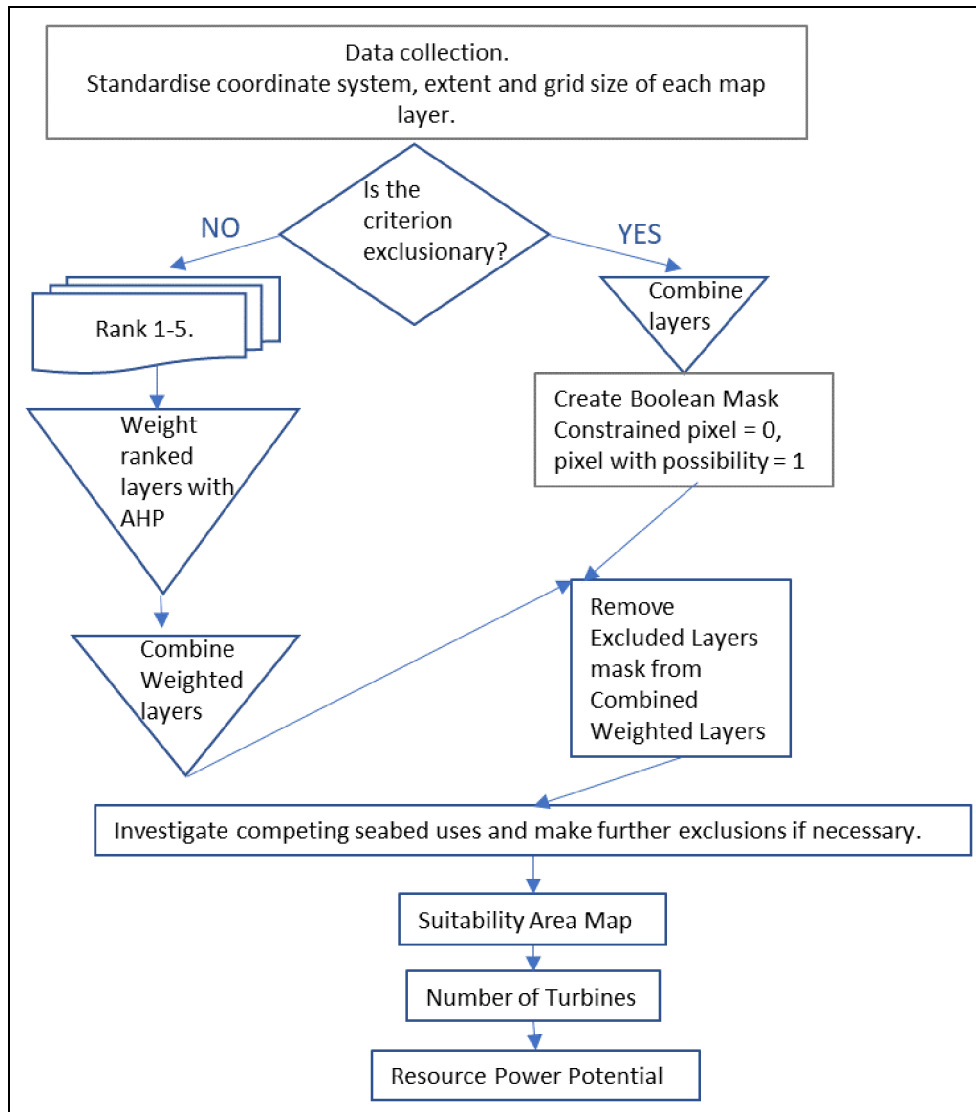 Data collection.
Standardise coordinate system, extent and grid size of each map
layer.
Is the
criterion
exclusionary?
NO
YES
Rank 1-5.
Combine
layers
Weight
ranked
layers with
AHP
Create Boolean Mask
Constrained pixel = 0,
pixel with possibility = 1
Combine
Weighted
layers
Remove
Excluded Layers
mask from
Combined
Weighted Layers
Investigate competing seabed uses and make further exclusions if necessary.
Suitability Area Map
Number of Turbines
Resource Power Potential